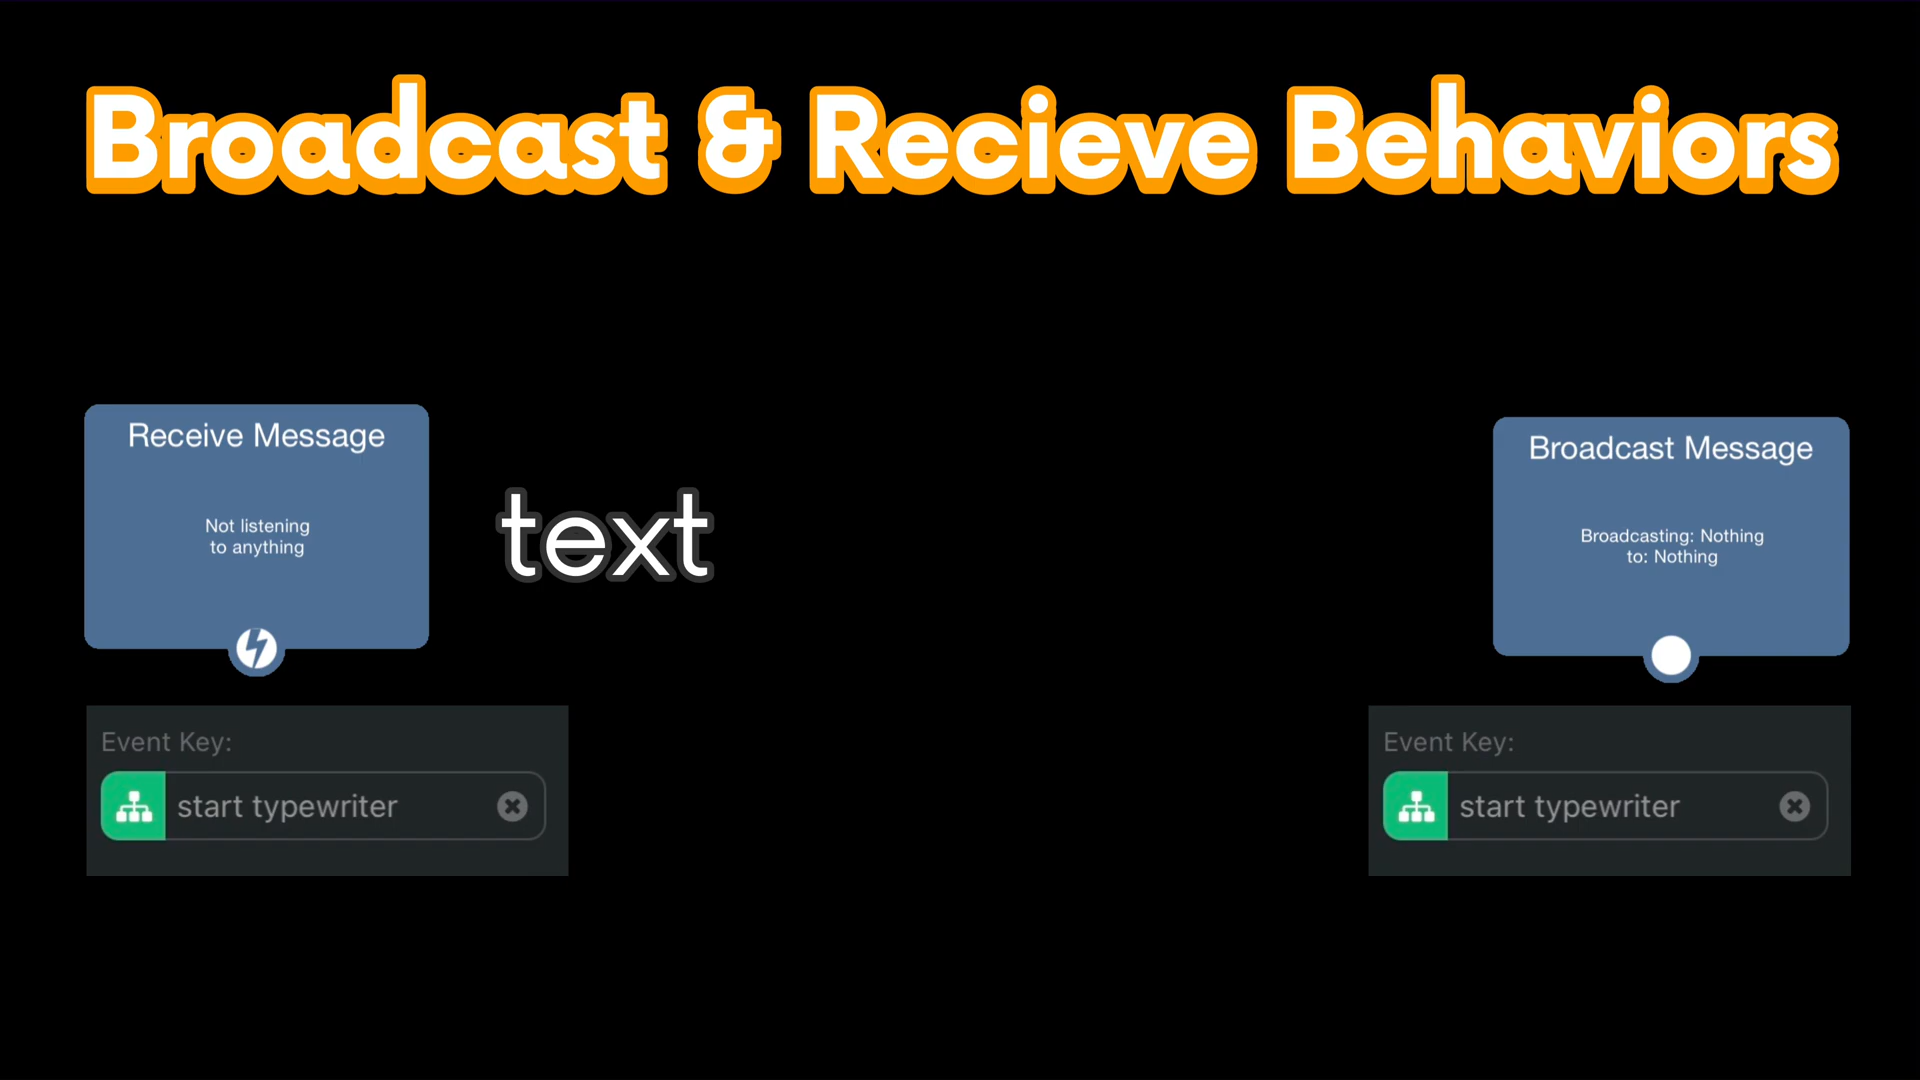 Broadcast & Recieve Behaviors
Receive Message
Not listening
to anything
text
Broadcast Message
Broadcasting: Nothing
to: Nothing
Event Key:
start typewriter
Event Key:
start typewriter